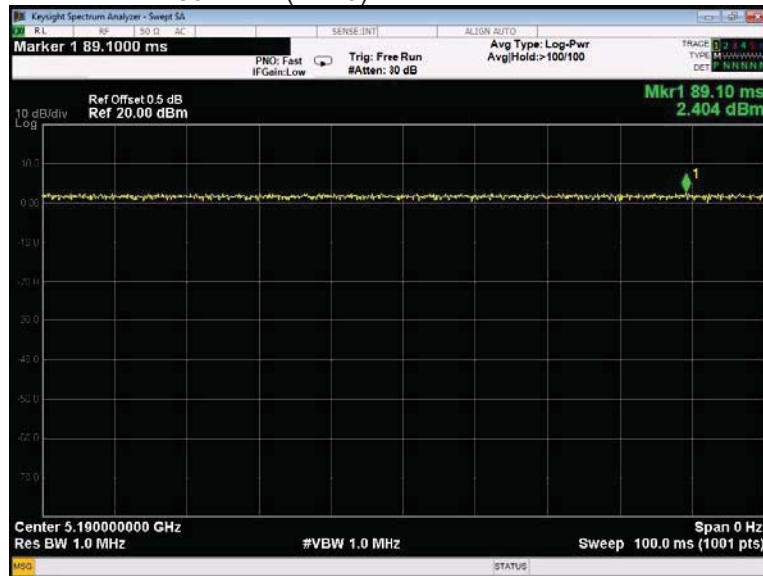 Keysight Spectrum Analyzer - Swept SA
RL RF 50 Ω AC SENSE:INT ALIGN AUTO
Marker 1 89.1000 ms
PNO: Fast
IFGain:Low
Trig: Free Run
#Atten: 30 dB
Avg Type: Log-Pwr
Avg|Hold:>100/100
TRACE 1 2 3 4 5
TYPE M
DET P N N N N
Mkr1 89.10 ms
2.404 dBm
Ref Offset 0.5 dB
10 dB/div Ref 20.00 dBm
Log
10.0
0.00
-10.0
-20.0
-30.0
-40.0
-50.0
-60.0
-70.0
1
Center 5.190000000 GHz Span 0 Hz
Res BW 1.0 MHz #VBW 1.0 MHz Sweep 100.0 ms (1001 pts)
MSG STATUS